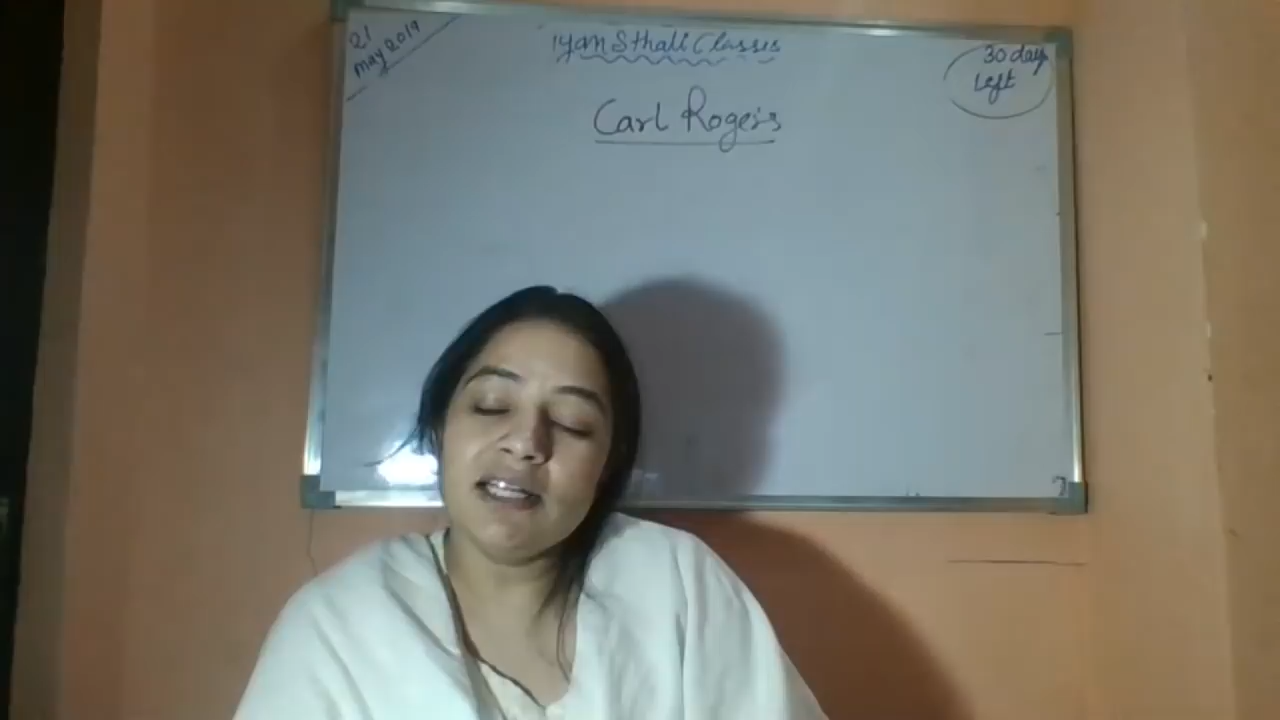 21
May 2019
Gyan Sthali Classes
30 days
Left
Carl Rogers